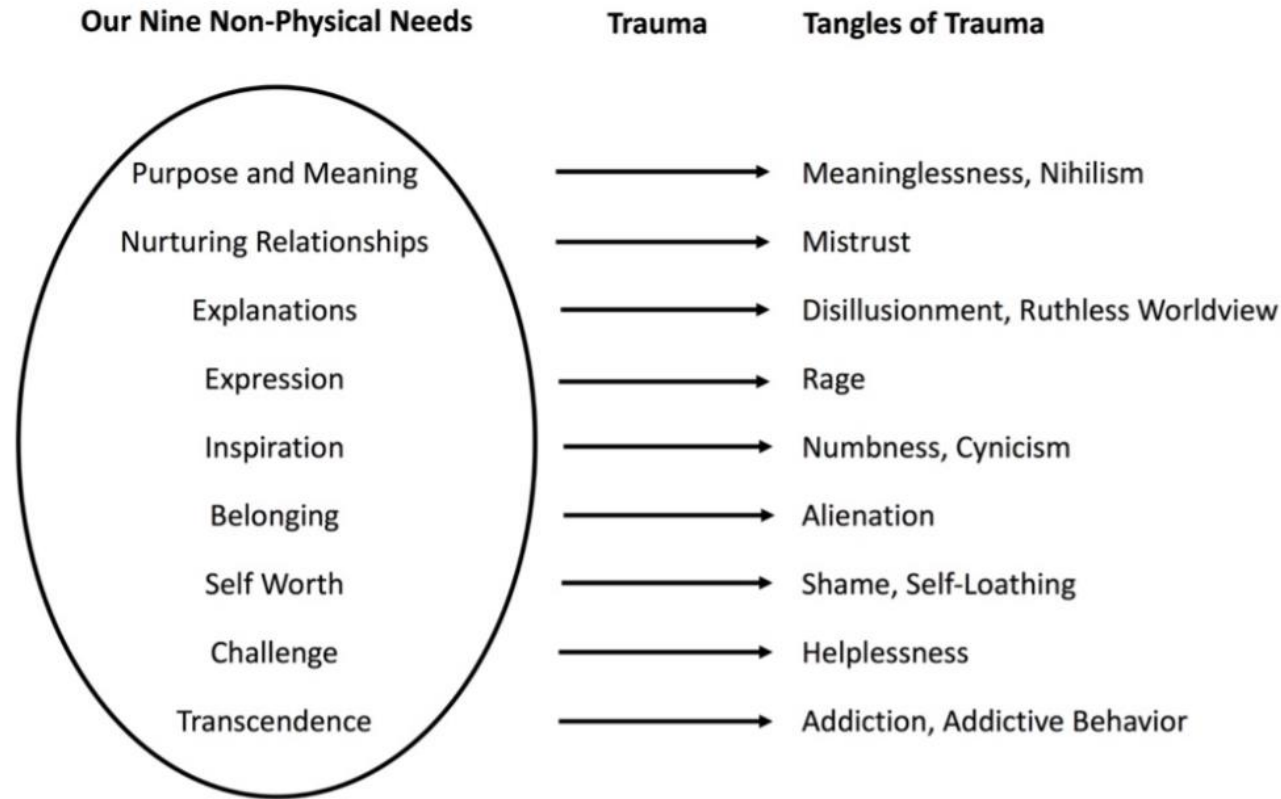 Our Nine Non-Physical Needs Trauma Tangles of Trauma
Purpose and Meaning Meaninglessness, Nihilism
Nurturing Relationships Mistrust
Explanations Disillusionment, Ruthless Worldview
Expression Rage
Inspiration Numbness, Cynicism
Belonging Alienation
Self Worth Shame, Self-Loathing
Challenge Helplessness
Transcendence Addiction, Addictive Behavior